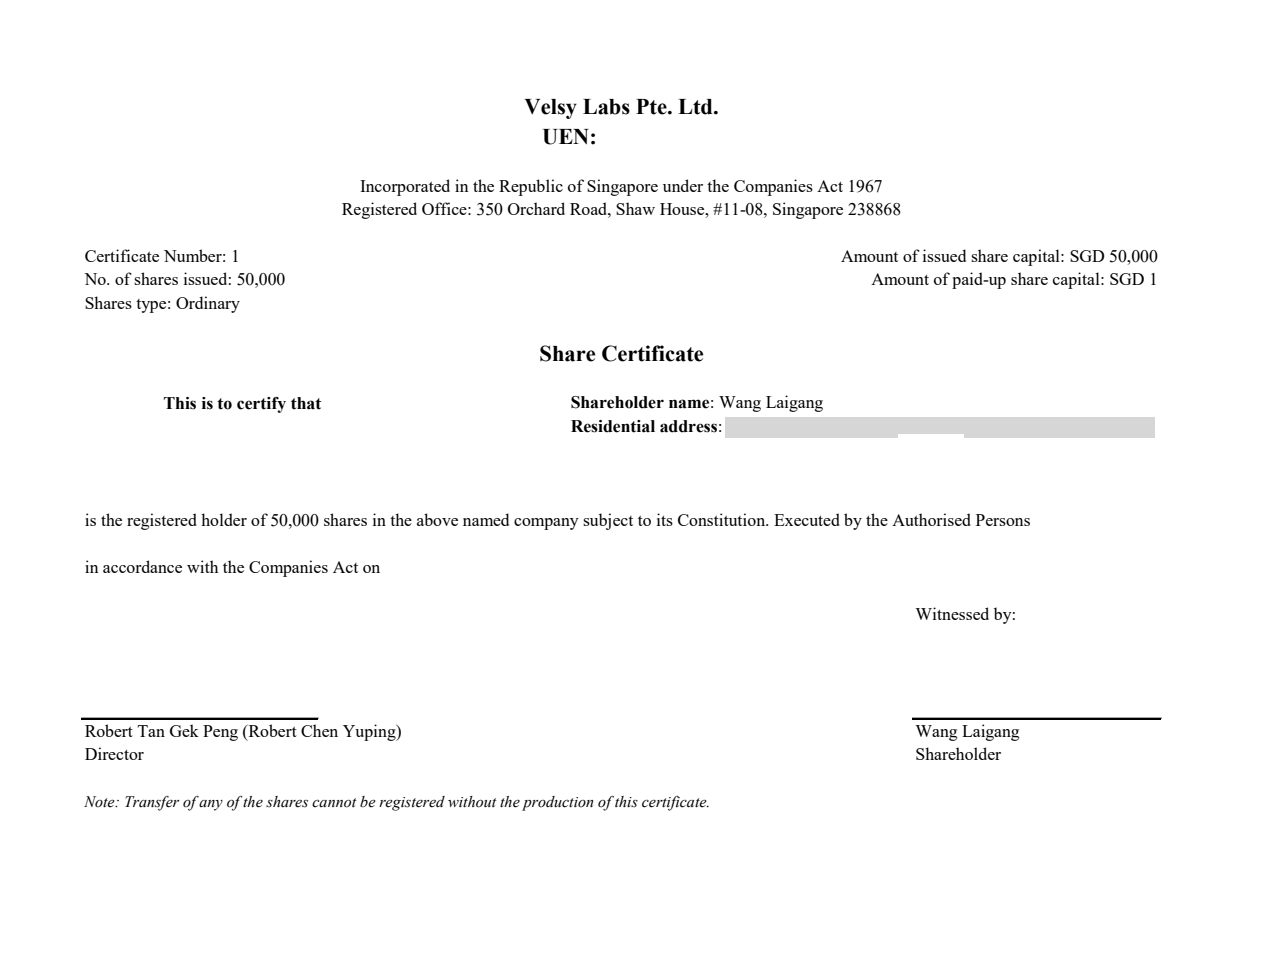 Velsy Labs Pte. Ltd.
UEN:
Incorporated in the Republic of Singapore under the Companies Act 1967
Registered Office: 350 Orchard Road, Shaw House, #11-08, Singapore 238868
Certificate Number: 1
Amount of issued share capital: SGD 50,000
No. of shares issued: 50,000
Amount of paid-up share capital: SGD 1
Shares type: Ordinary
Share Certificate
This is to certify that
Shareholder name: Wang Laigang
Residential address:
is the registered holder of 50,000 shares in the above named company subject to its Constitution. Executed by the Authorised Persons
in accordance with the Companies Act on
Witnessed by:
Robert Tan Gek Peng (Robert Chen Yuping)
Director
Wang Laigang
Shareholder
Note: Transfer of any of the shares cannot be registered without the production of this certificate.